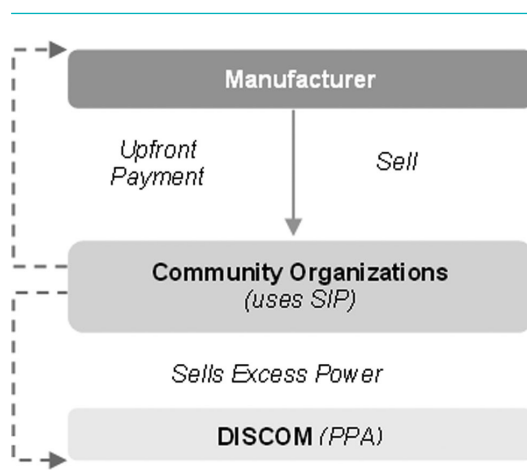 Manufacturer
Upfront
Payment
Sell
Community Organizations
(uses SIP)
Sells Excess Power
DISCOM (PPA)